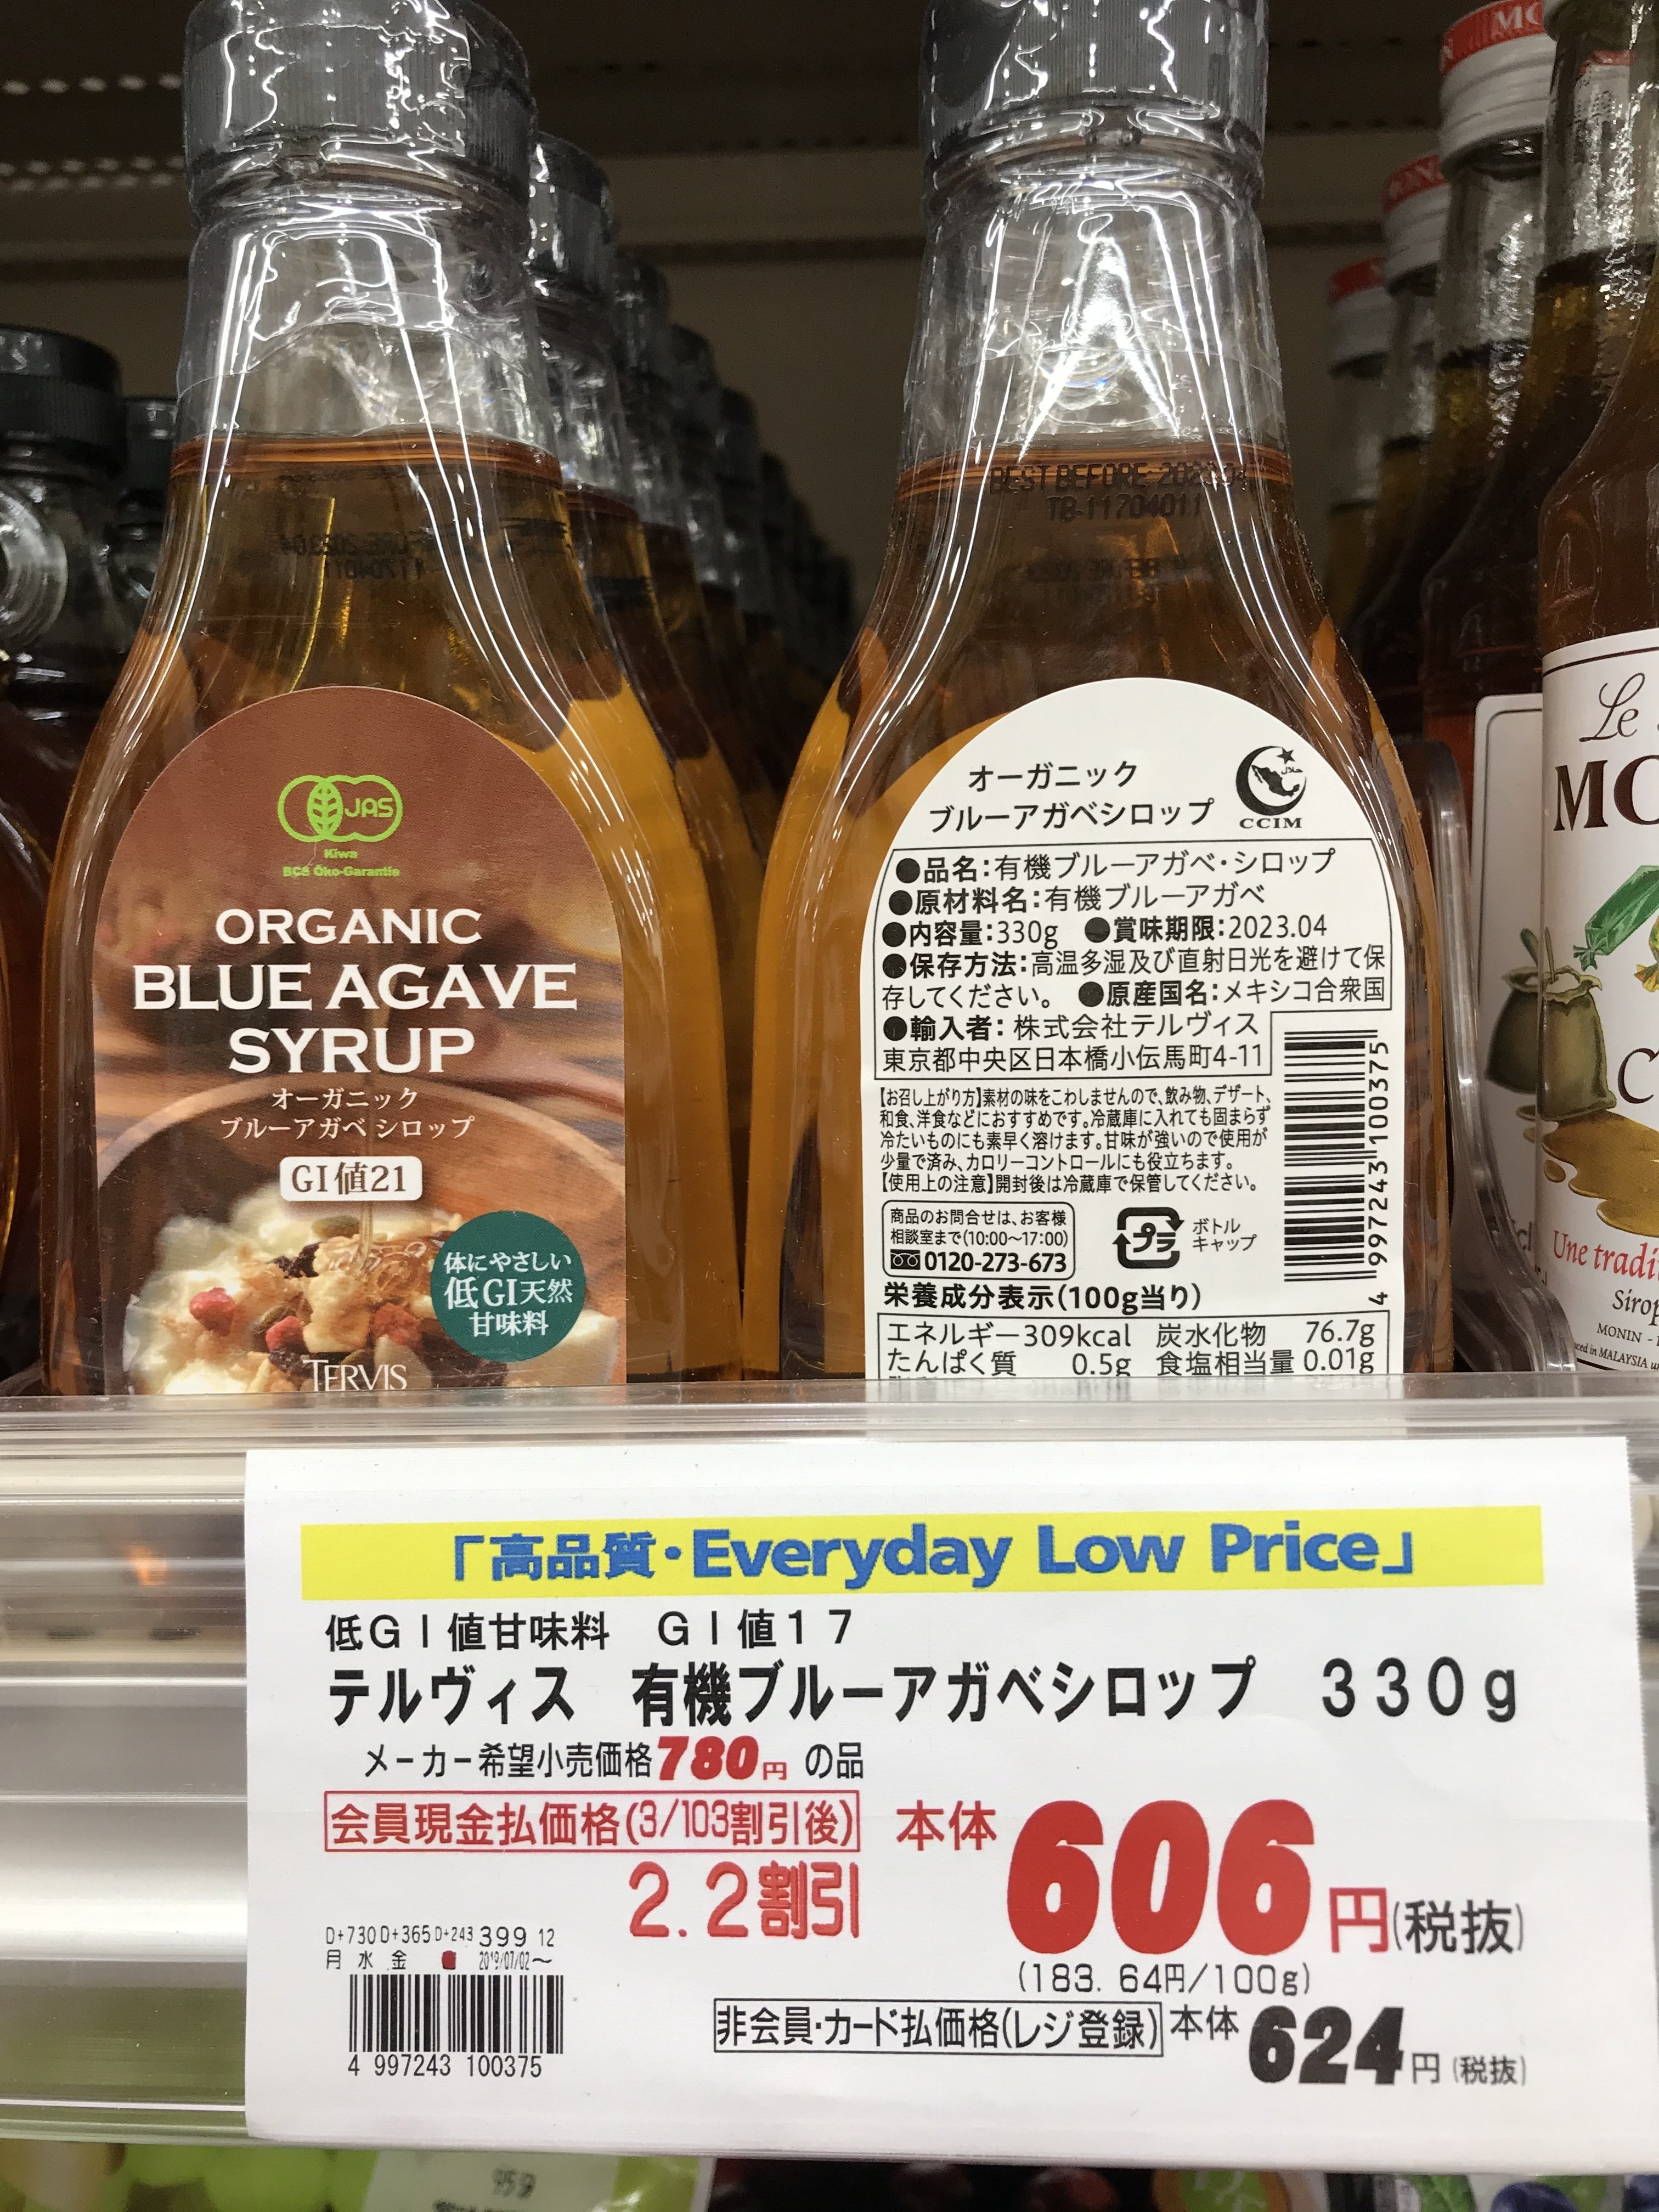 JAS
Kiwa
BCS Öko-Garantie
ORGANIC
BLUE AGAVE
SYRUP
オーガニック
ブルーアガベ シロップ
GI値21
体にやさしい
低GI天然
甘味料
TERVIS
BEST BEFORE 2023.04
TB-11704011
オーガニック
ブルーアガベシロップ
CCIM
●品名:有機ブルーアガベ・シロップ
●原材料名:有機ブルーアガベ
●内容量:330g ●賞味期限:2023.04
●保存方法:高温多湿及び直射日光を避けて保
存してください。 ●原産国名:メキシコ合衆国
●輸入者: 株式会社テルヴィス
東京都中央区日本橋小伝馬町4-11
【お召し上がり方】素材の味をこわしませんので、飲み物、デザート、
和食、洋食などにおすすめです。冷蔵庫に入れても固まらず
冷たいものにも素早く溶けます。甘味が強いので使用が
少量で済み、カロリーコントロールにも役立ちます。
【使用上の注意】開封後は冷蔵庫で保管してください。
商品のお問合せは、お客様
相談室まで(10:00〜17:00)
0120-273-673
プラ
ボトル
キャップ
4 997243 100375
栄養成分表示(100g当り)
エネルギー309kcal 炭水化物 76.7g
たんぱく質 0.5g 食塩相当量 0.01g
Le
MO
Une tradi
Sirop
MONIN
MALAYSIA
「高品質・Everyday Low Price」
低GI値甘味料 GI値17
テルヴィス 有機ブルーアガベシロップ 330g
メーカー希望小売価格780円 の品
会員現金払価格(3/103割引後) 本体606円(税抜)
2.2割引
(183.64円/100g)
D+730 D+365 D+243 399 12
月 水 金 2019/07/02〜
4 997243 100375
非会員・カード払価格(レジ登録) 本体624円(税抜)